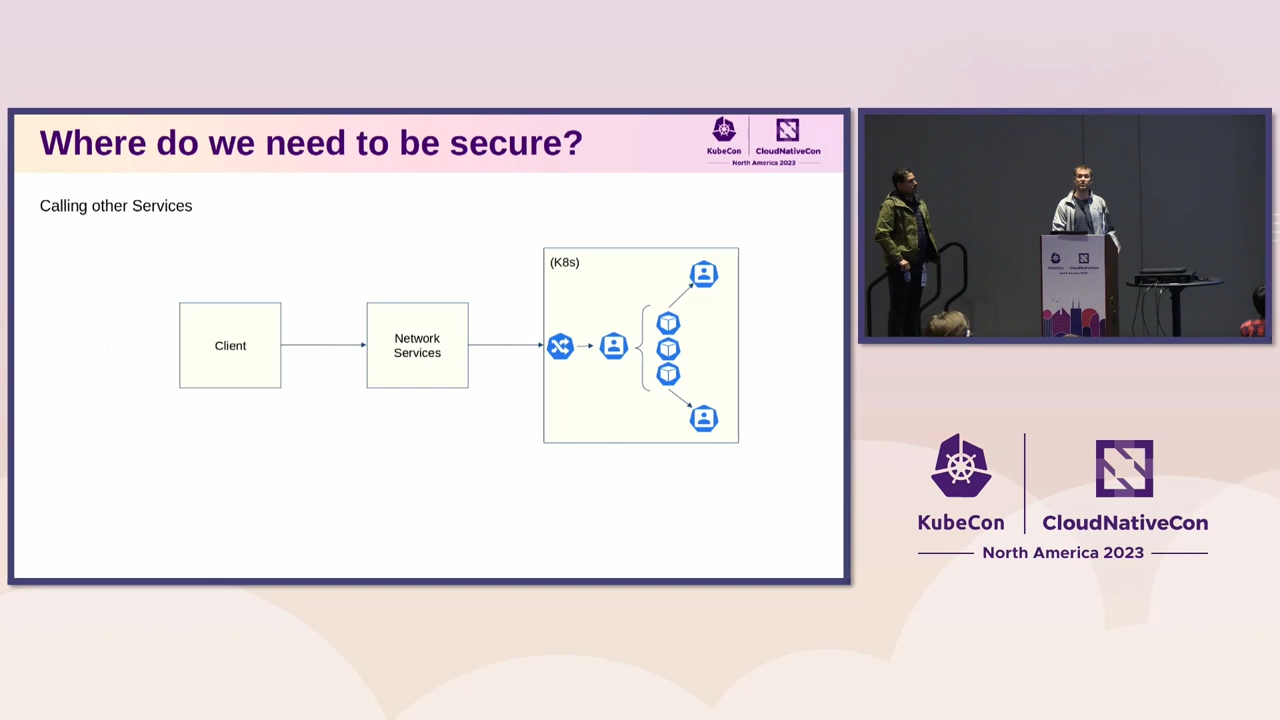 Where do we need to be secure?
KubeCon
CloudNativeCon
North America 2023
Calling other Services
Client
Network
Services
(K8s)
KubeCon
CloudNativeCon
North America 2023